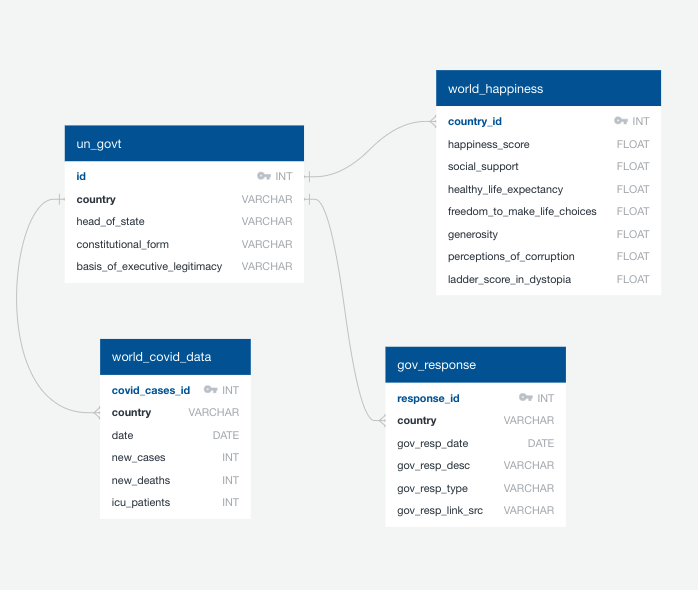 un_govt
id INT
country VARCHAR
head_of_state VARCHAR
constitutional_form VARCHAR
basis_of_executive_legitimacy VARCHAR
world_happiness
country_id INT
happiness_score FLOAT
social_support FLOAT
healthy_life_expectancy FLOAT
freedom_to_make_life_choices FLOAT
generosity FLOAT
perceptions_of_corruption FLOAT
ladder_score_in_dystopia FLOAT
world_covid_data
covid_cases_id INT
country VARCHAR
date DATE
new_cases INT
new_deaths INT
icu_patients INT
gov_response
response_id INT
country VARCHAR
gov_resp_date DATE
gov_resp_desc VARCHAR
gov_resp_type VARCHAR
gov_resp_link_src VARCHAR